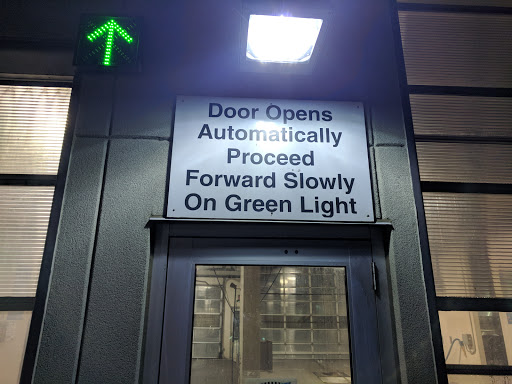 Door Opens
Automatically
Proceed
Forward Slowly
On Green Light